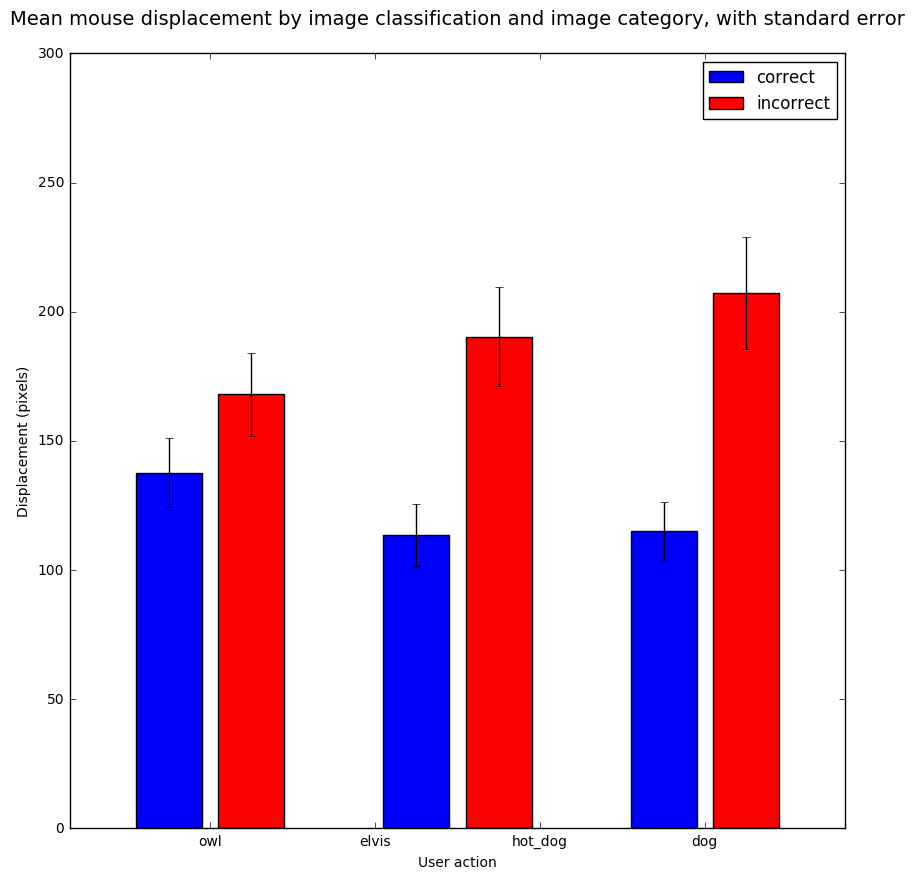 Mean mouse displacement by image classification and image category, with standard error
300
correct
incorrect
250
200
150
100
50
0
Displacement (pixels)
owl elvis hot_dog dog
User action